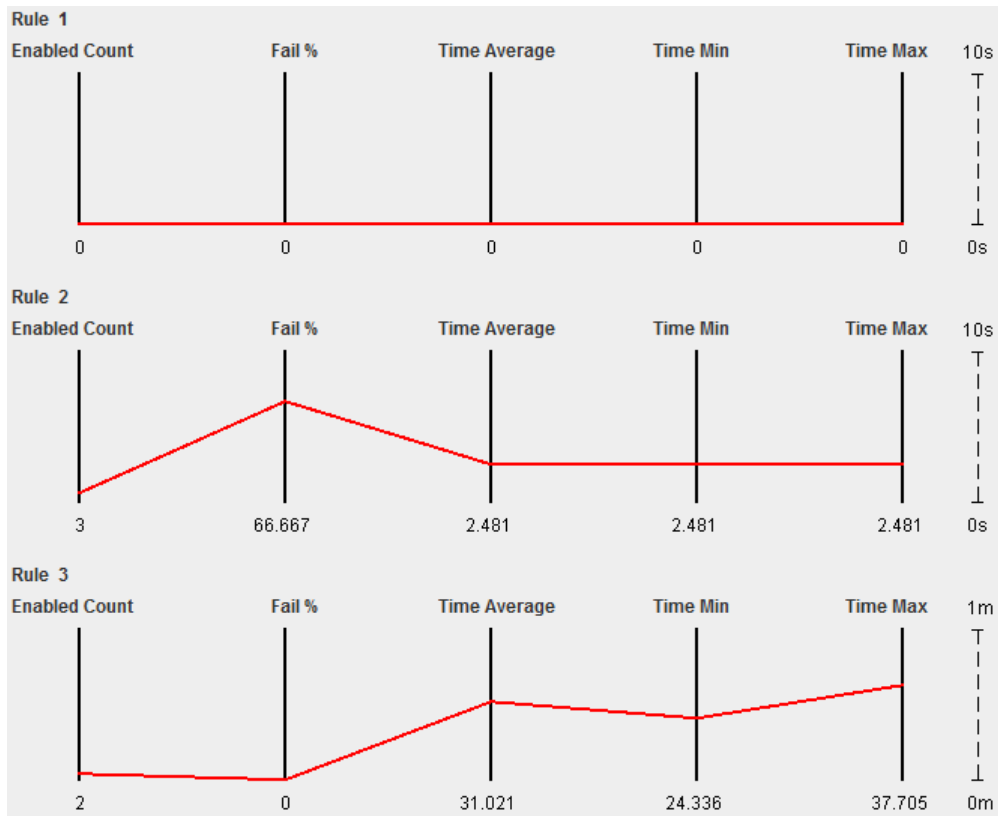 Rule 1
Enabled Count Fail % Time Average Time Min Time Max 10s
0 0 0 0 0 0s
Rule 2
Enabled Count Fail % Time Average Time Min Time Max 10s
3 66.667 2.481 2.481 2.481 0s
Rule 3
Enabled Count Fail % Time Average Time Min Time Max 1m
2 0 31.021 24.336 37.705 0m